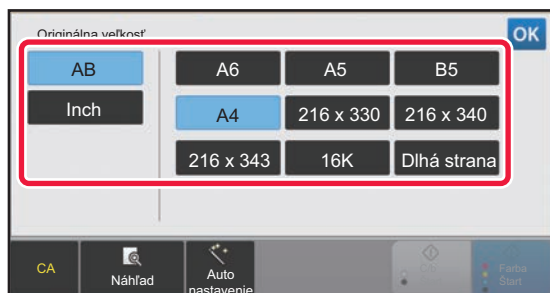 Originálna veľkosť
OK
AB
A6
A5
B5
Inch
A4
216 x 330
216 x 340
216 x 343
16K
Dlhá strana
CA
Náhľad
Auto
nastavenie
Farba
Štart